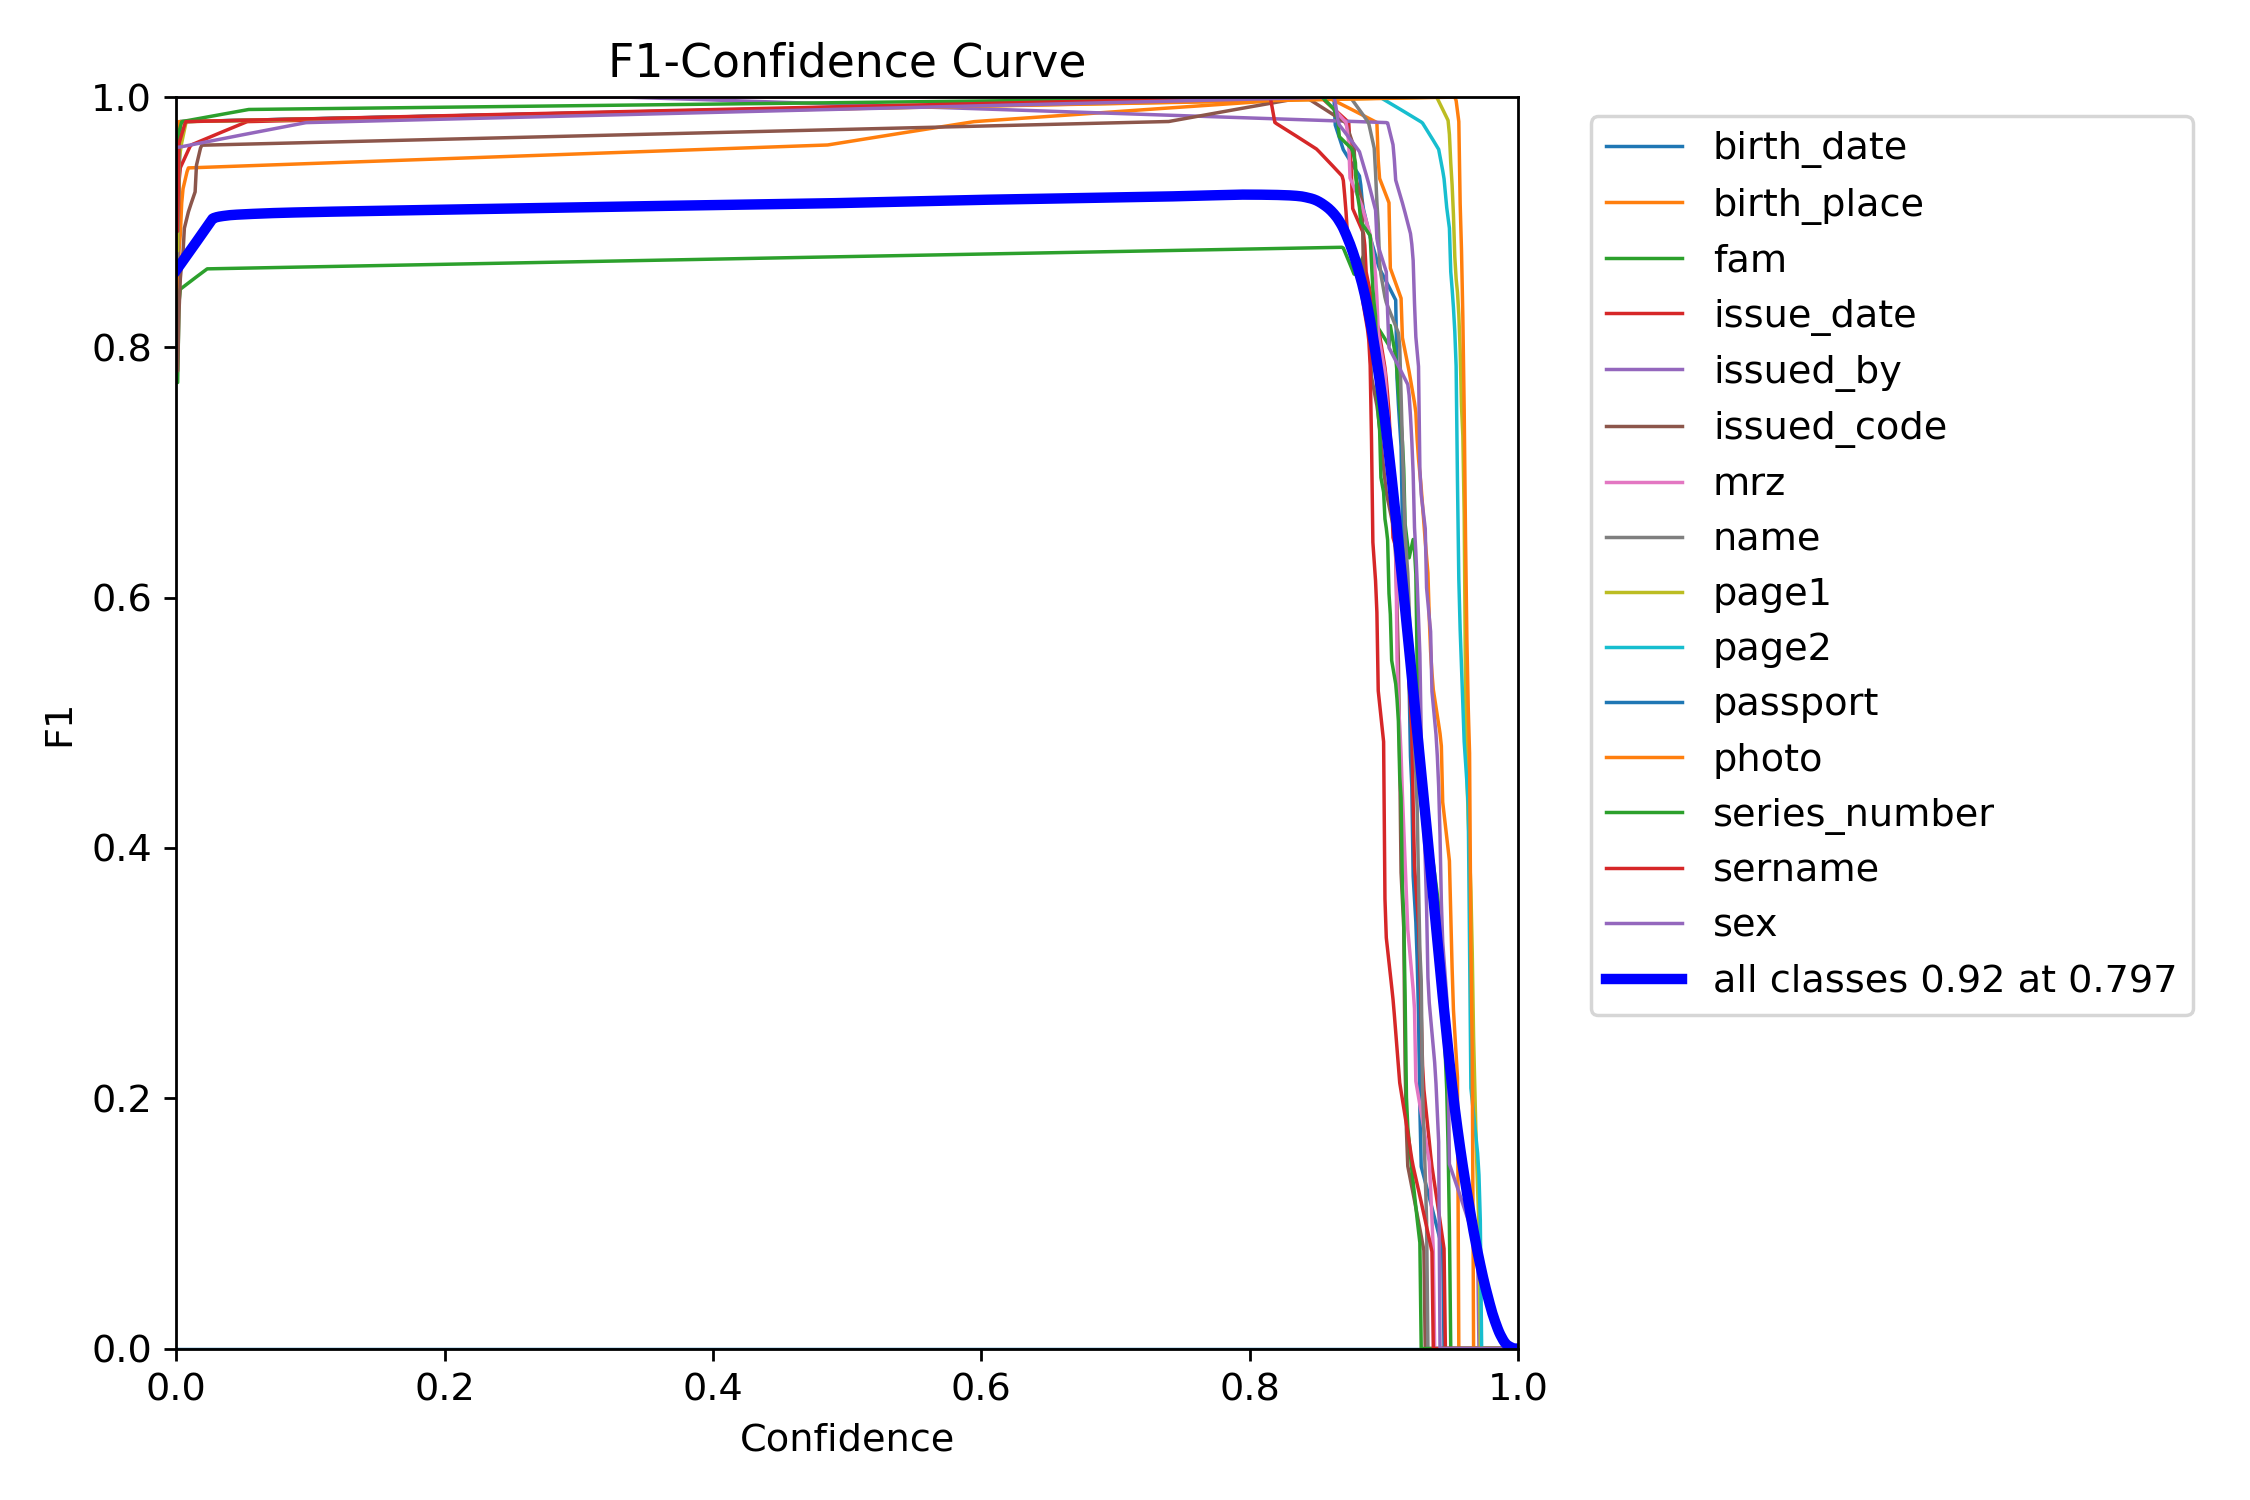 F1-Confidence Curve
1.0
0.8
0.6
0.4
0.2
0.0
F1
0.0 0.2 0.4 0.6 0.8 1.0
Confidence
birth_date
birth_place
fam
issue_date
issued_by
issued_code
mrz
name
page1
page2
passport
photo
series_number
sername
sex
all classes 0.92 at 0.797